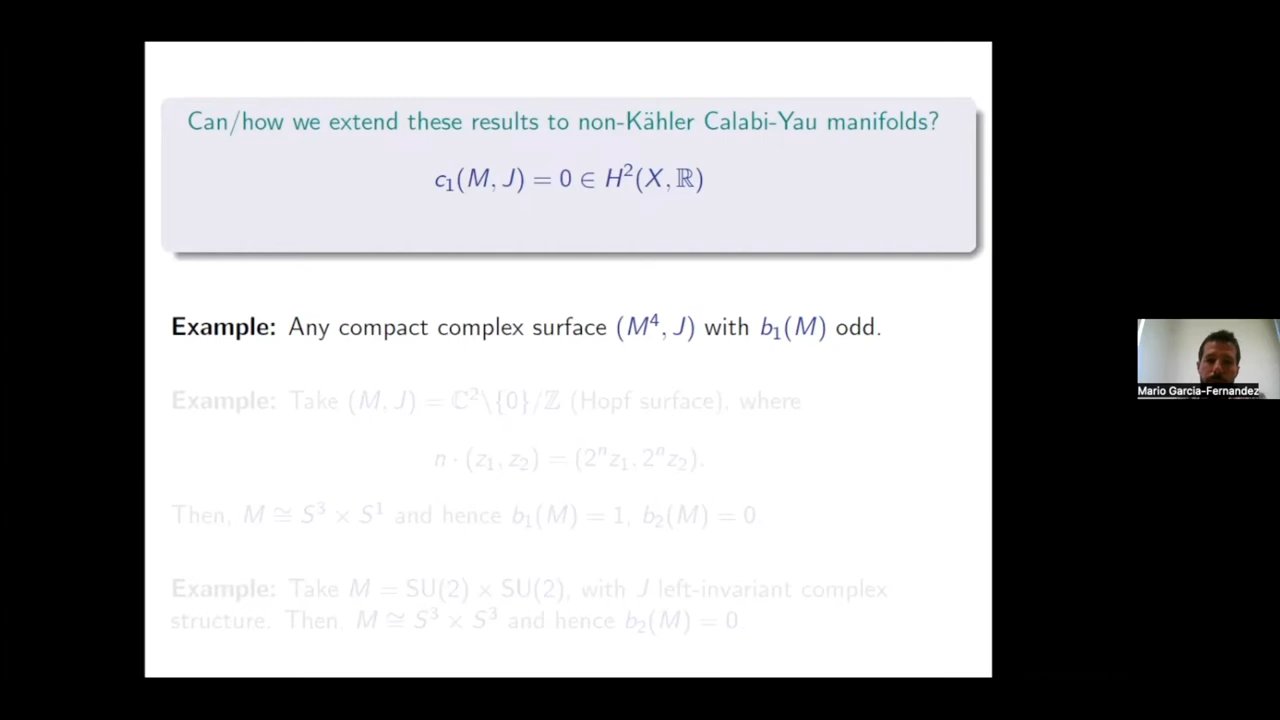 Can/how we extend these results to non-Kähler Calabi-Yau manifolds?
c₁(M, J) = 0 ∈ H²(X, ℝ)
Example: Any compact complex surface (M⁴, J) with b₁(M) odd.
Example: Take (M, J) = ℂ²\{0}/ℤ (Hopf surface), where
n · (z₁, z₂) = (2ⁿz₁, 2ⁿz₂).
Then, M ≅ S³ × S¹ and hence b₁(M) = 1, b₂(M) = 0.
Example: Take M = SU(2) × SU(2), with J left-invariant complex
structure. Then, M ≅ S³ × S³ and hence b₂(M) = 0.
Mario Garcia-Fernandez